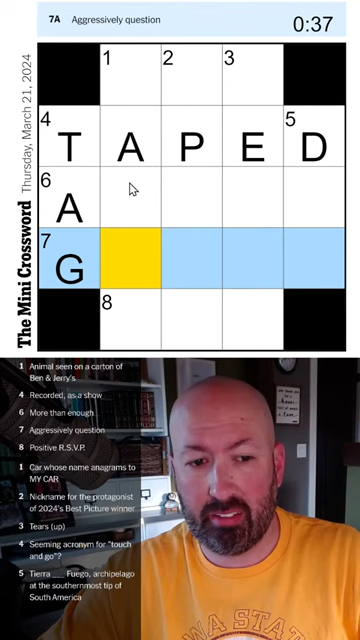 7A Aggressively question 0:37
The Mini Crossword Thursday, March 21, 2024
1 2 3
4 T A P E 5 D
6 A
7 G
8
1 Animal seen on a carton of
Ben & Jerry's
4 Recorded, as a show
6 More than enough
7 Aggressively question
8 Positive R.S.V.P.
1 Car whose name anagrams to
MY CAR
2 Nickname for the protagonist
of 2024's Best Picture winner
3 Tears (up)
4 Seeming acronym for "touch
and go"?
5 Tierra ___ Fuego, archipelago
at the southernmost tip of
South America
WA STAT